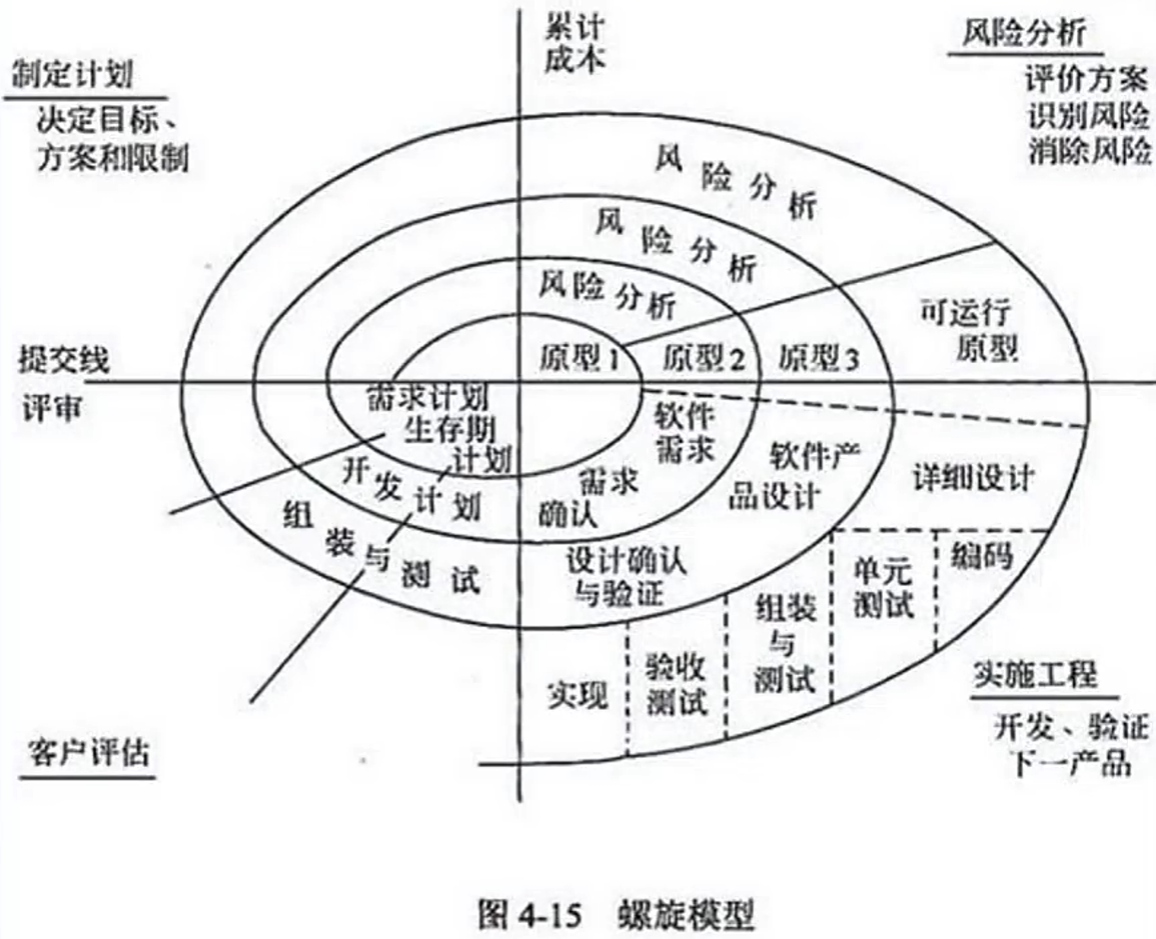 累计
成本
制定计划
决定目标、
方案和限制
风险分析
评价方案
识别风险
消除风险
风险分析
风险分析
风险分析
可运行
原型
提交线
评审
原型1
原型2
原型3
需求计划
生存期
计划
开发计划
组装与测试
软件
需求
需求
确认
软件产
品设计
设计确认
与验证
详细设计
编码
单元
测试
组装
与
测试
验收
测试
实现
实施工程
开发、验证
下一产品
客户评估
图 4-15 螺旋模型